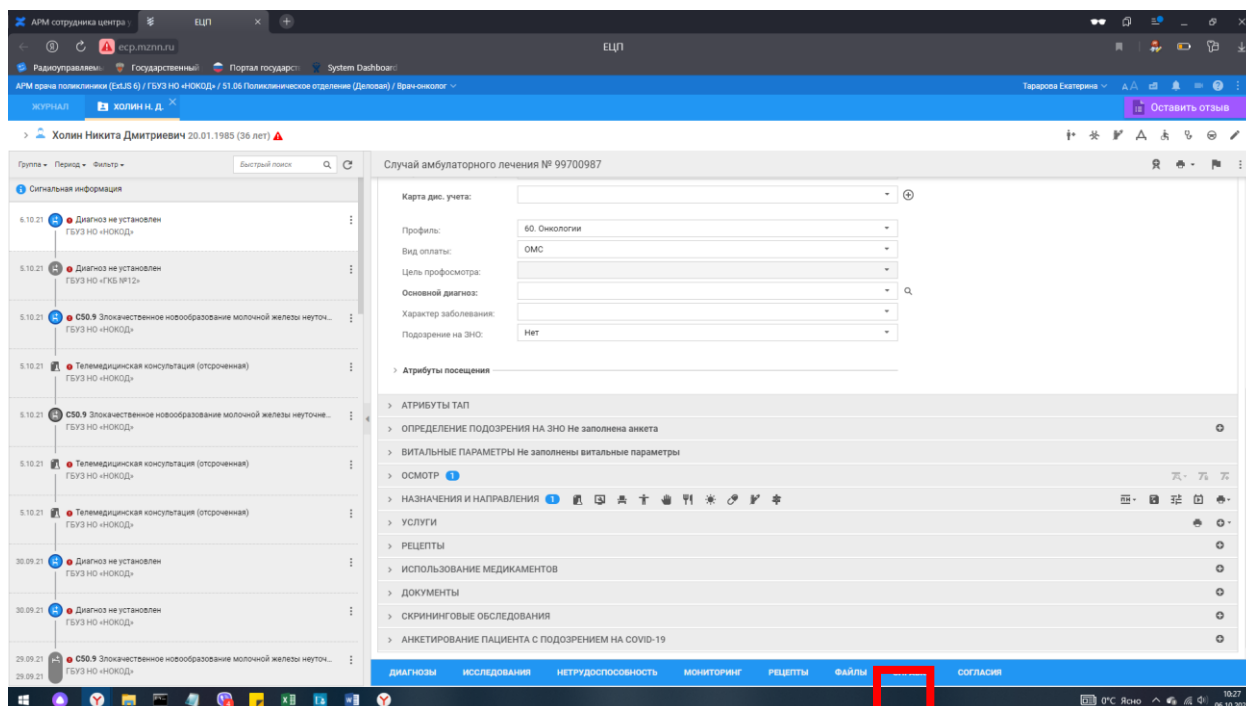 АРМ сотрудника центра у
ЕЦП
ecp.mznn.ru
ЕЦП
Радиоуправляем
Государственный
Портал государст
System Dashboard
АРМ врача поликлиники (ExtJS 6) / ГБУЗ НО «НОКОД» / 51.06 Поликлиническое отделение (Деловая) / Врач-онколог
Тарарова Екатерина
ЖУРНАЛ
ХОЛИН Н. Д.
Оставить отзыв
Холин Никита Дмитриевич 20.01.1985 (36 лет)
Группа Период Фильтр
Быстрый поиск
Случай амбулаторного лечения № 99700987
Сигнальная информация
6.10.21 Диагноз не установлен
ГБУЗ НО «НОКОД»
5.10.21 Диагноз не установлен
ГБУЗ НО «ГКБ №12»
5.10.21 C50.9 Злокачественное новообразование молочной железы неуточ...
ГБУЗ НО «НОКОД»
5.10.21 Телемедицинская консультация (отсроченная)
ГБУЗ НО «НОКОД»
5.10.21 C50.9 Злокачественное новообразование молочной железы неуточне...
ГБУЗ НО «НОКОД»
5.10.21 Телемедицинская консультация (отсроченная)
ГБУЗ НО «НОКОД»
5.10.21 Телемедицинская консультация (отсроченная)
ГБУЗ НО «НОКОД»
30.09.21 Диагноз не установлен
ГБУЗ НО «НОКОД»
30.09.21 Диагноз не установлен
ГБУЗ НО «НОКОД»
29.09.21 C50.9 Злокачественное новообразование молочной железы неуточ...
29.09.21 ГБУЗ НО «НОКОД»
Карта дис. учета:
Профиль: 60. Онкологии
Вид оплаты: ОМС
Цель профосмотра:
Основной диагноз:
Характер заболевания:
Подозрение на ЗНО: Нет
Атрибуты посещения
АТРИБУТЫ ТАП
ОПРЕДЕЛЕНИЕ ПОДОЗРЕНИЯ НА ЗНО Не заполнена анкета
ВИТАЛЬНЫЕ ПАРАМЕТРЫ Не заполнены витальные параметры
ОСМОТР 1
НАЗНАЧЕНИЯ И НАПРАВЛЕНИЯ 1
УСЛУГИ
РЕЦЕПТЫ
ИСПОЛЬЗОВАНИЕ МЕДИКАМЕНТОВ
ДОКУМЕНТЫ
СКРИНИНГОВЫЕ ОБСЛЕДОВАНИЯ
АНКЕТИРОВАНИЕ ПАЦИЕНТА С ПОДОЗРЕНИЕМ НА COVID-19
ДИАГНОЗЫ ИССЛЕДОВАНИЯ НЕТРУДОСПОСОБНОСТЬ МОНИТОРИНГ РЕЦЕПТЫ ФАЙЛЫ СОГЛАСИЯ
0°C Ясно
10:27